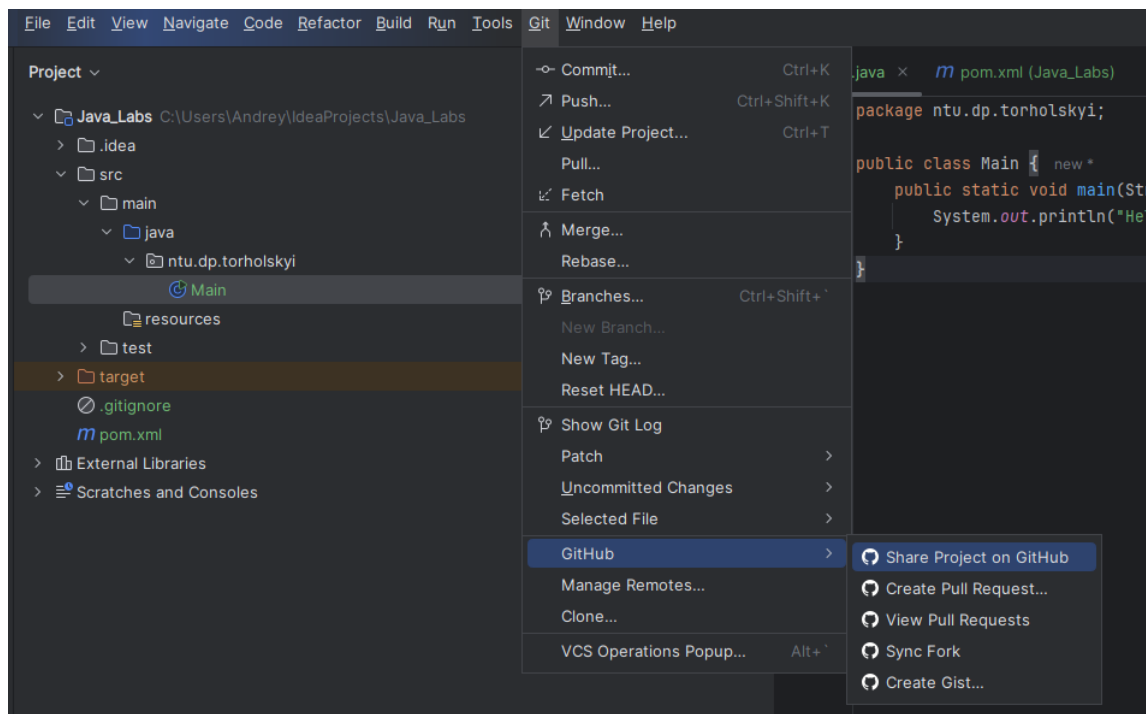 File Edit View Navigate Code Refactor Build Run Tools Git Window Help
Project
Java_Labs C:\Users\Andrey\IdeaProjects\Java_Labs
.idea
src
main
java
ntu.dp.torholskyi
Main
resources
test
target
.gitignore
pom.xml
External Libraries
Scratches and Consoles
Commit... Ctrl+K
Push... Ctrl+Shift+K
Update Project... Ctrl+T
Pull...
Fetch
Merge...
Rebase...
Branches... Ctrl+Shift+`
New Branch...
New Tag...
Reset HEAD...
Show Git Log
Patch
Uncommitted Changes
Selected File
GitHub
Manage Remotes...
Clone...
VCS Operations Popup... Alt+`
Share Project on GitHub
Create Pull Request...
View Pull Requests
Sync Fork
Create Gist...
.java × m pom.xml (Java_Labs)
package ntu.dp.torholskyi;
public class Main { new *
public static void main(St
System.out.println("He
}
}